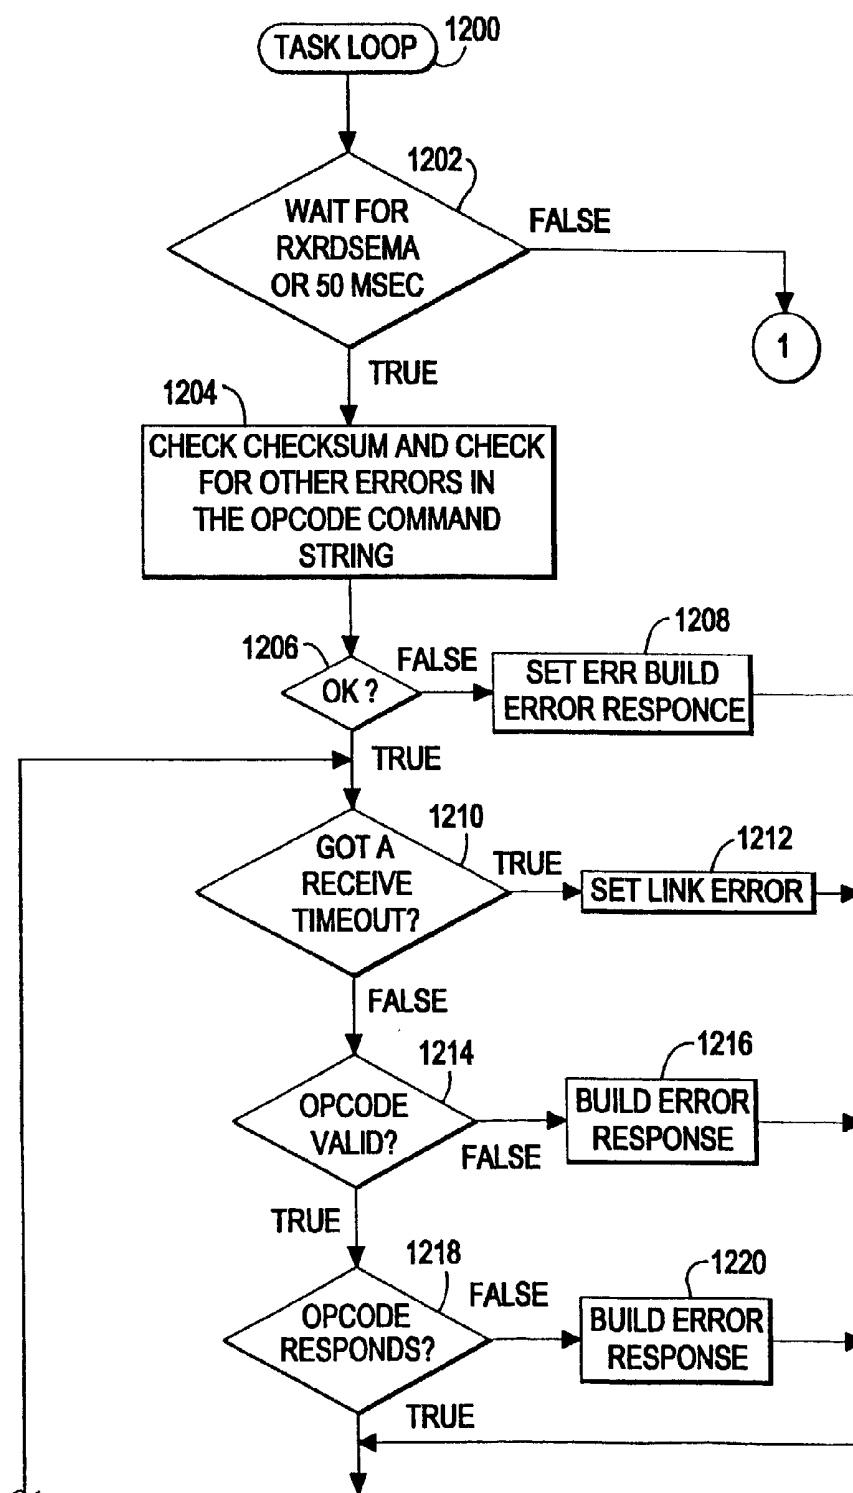 TASK LOOP
1200
1202
WAIT FOR
RXRDSEMA
OR 50 MSEC
FALSE
1
TRUE
1204
CHECK CHECKSUM AND CHECK
FOR OTHER ERRORS IN
THE OPCODE COMMAND
STRING
1206
OK ?
FALSE
1208
SET ERR BUILD
ERROR RESPONCE
TRUE
1210
GOT A
RECEIVE
TIMEOUT?
TRUE
1212
SET LINK ERROR
FALSE
1214
OPCODE
VALID?
FALSE
1216
BUILD ERROR
RESPONSE
TRUE
1218
OPCODE
RESPONDS?
FALSE
1220
BUILD ERROR
RESPONSE
TRUE